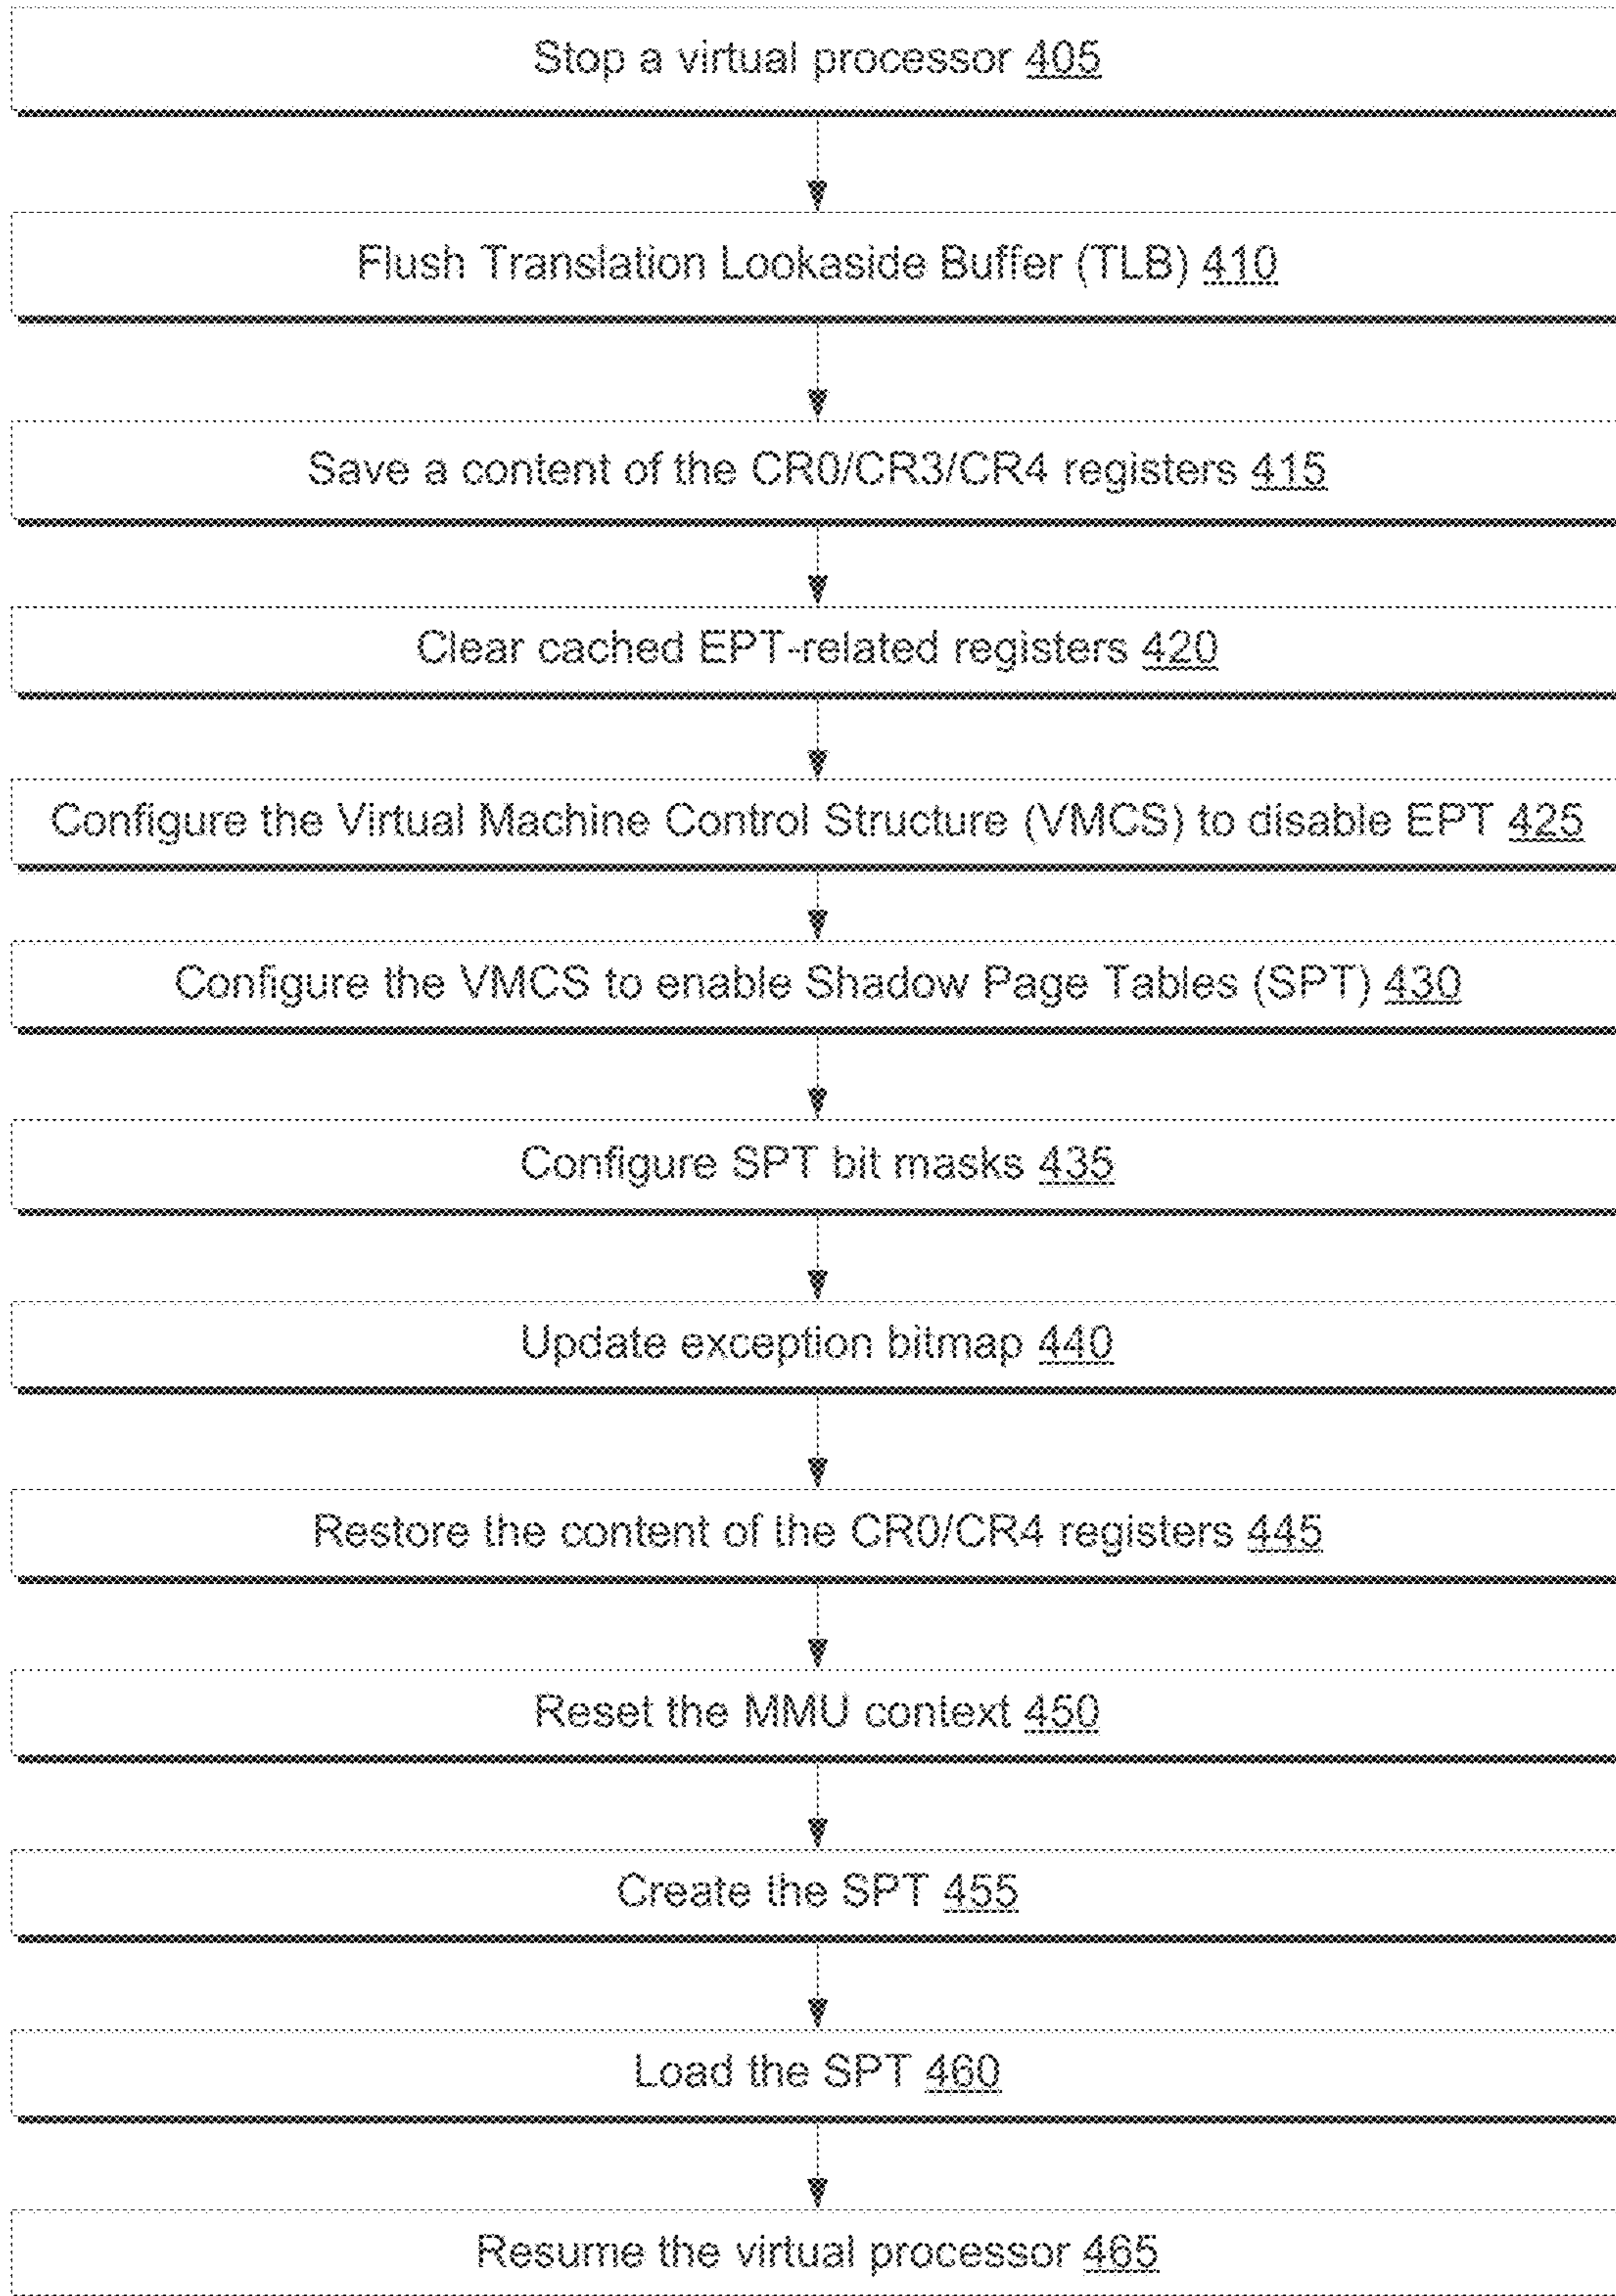 Stop a virtual processor 405
Flush Translation Lookaside Buffer (TLB) 410
Save a content of the CR0/CR3/CR4 registers 415
Clear cached EPT-related registers 420
Configure the Virtual Machine Control Structure (VMCS) to disable EPT 425
Configure the VMCS to enable Shadow Page Tables (SPT) 430
Configure SPT bit masks 435
Update exception bitmap 440
Restore the content of the CR0/CR4 registers 445
Reset the MMU context 450
Create the SPT 455
Load the SPT 460
Resume the virtual processor 465